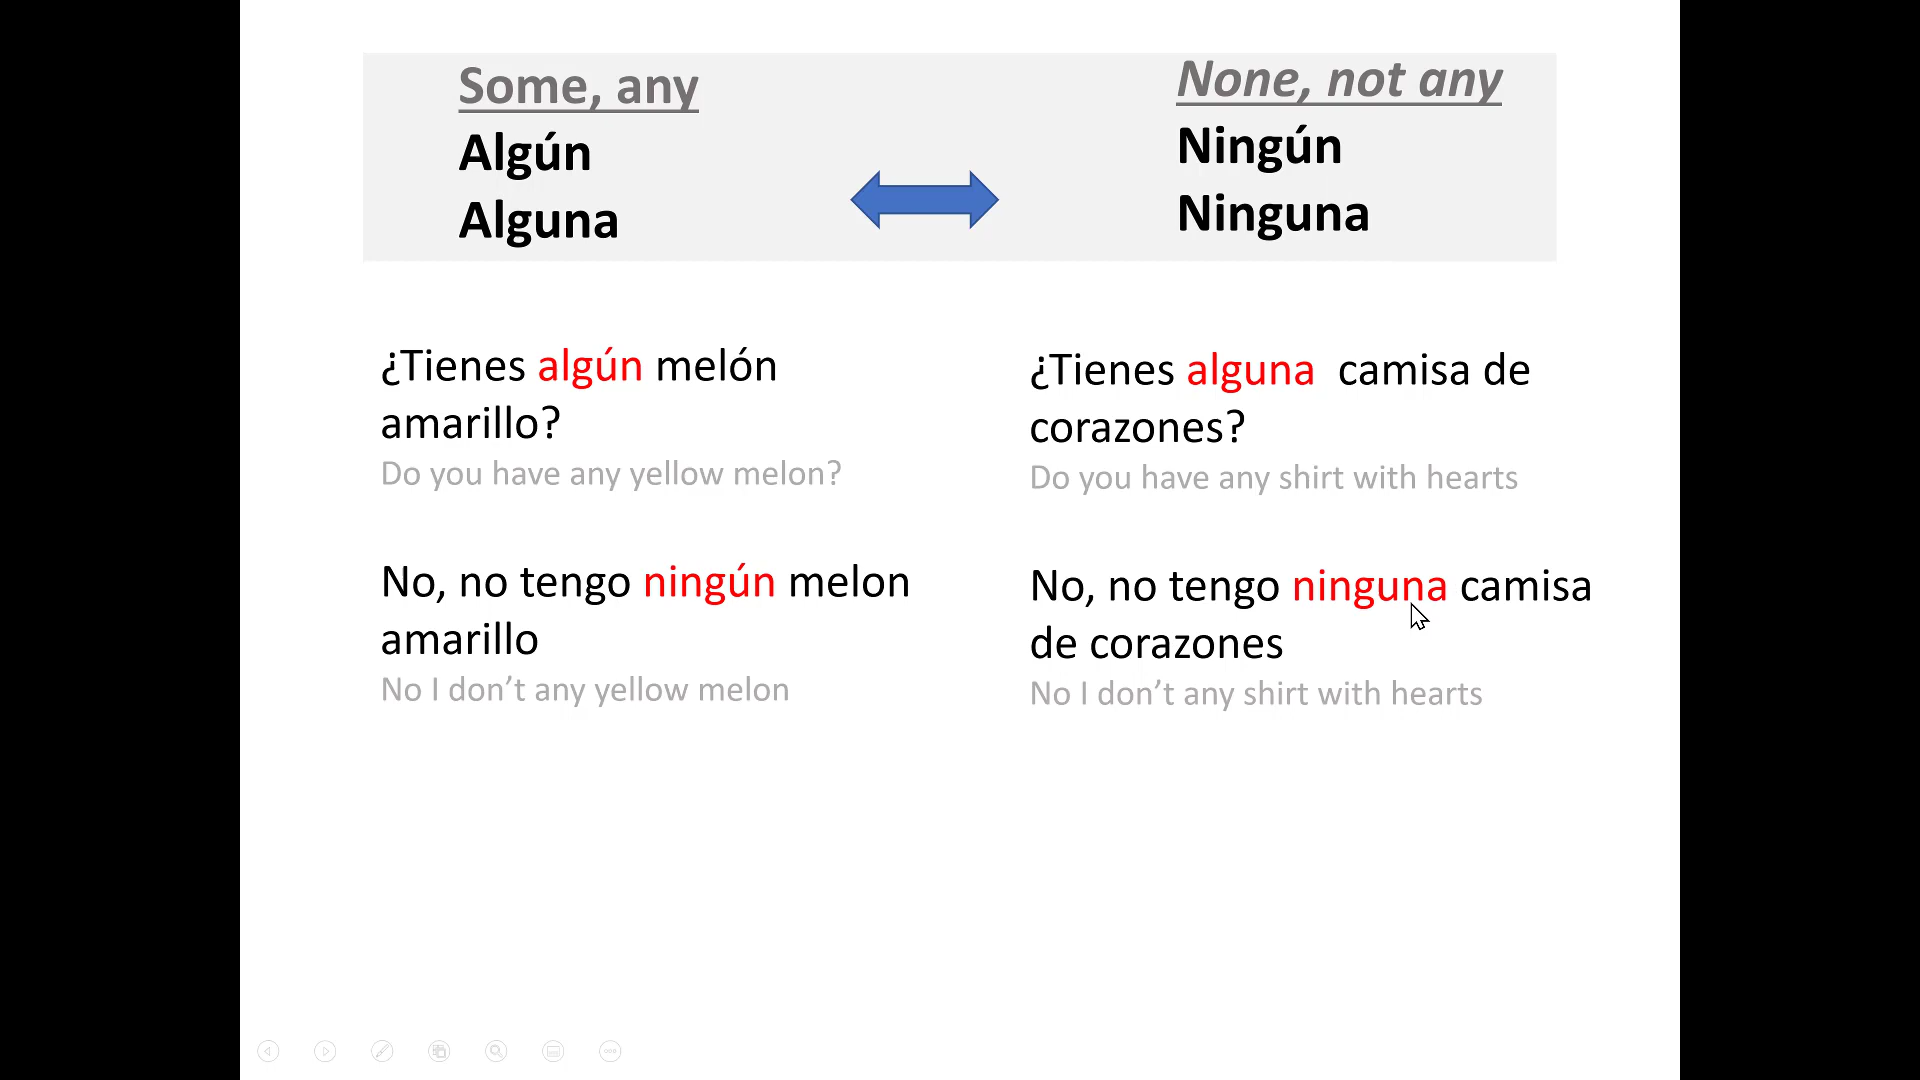 Some, any
Algún
Alguna
None, not any
Ningún
Ninguna
¿Tienes algún melón
amarillo?
Do you have any yellow melon?
No, no tengo ningún melon
amarillo
No I don’t any yellow melon
¿Tienes alguna  camisa de
corazones?
Do you have any shirt with hearts
No, no tengo ninguna camisa
de corazones
No I don’t any shirt with hearts